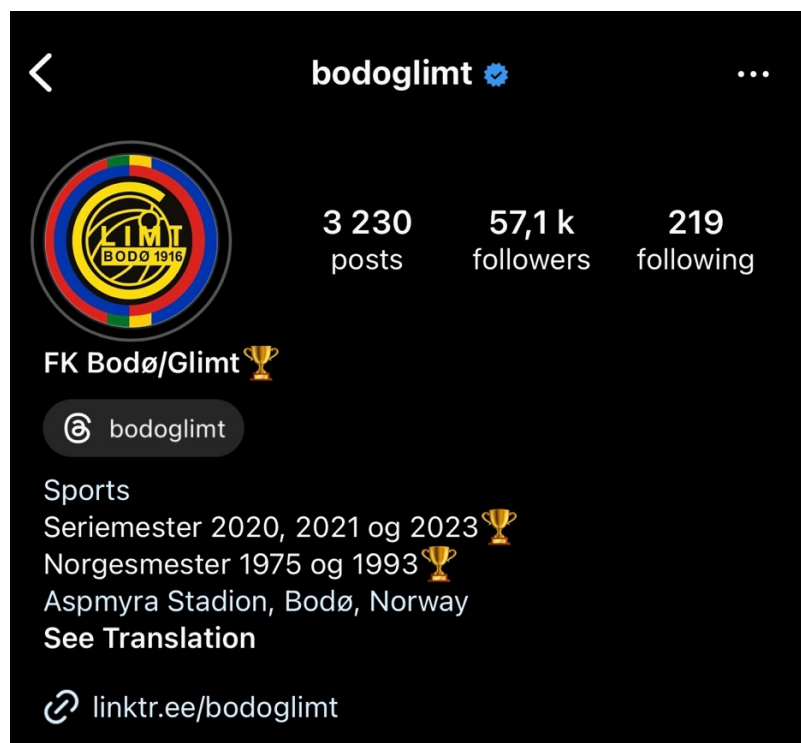 bodoglimt
3 230 57,1 k 219
posts followers following
LIMT
BODØ 1916
FK Bodø/Glimt🏆
bodoglimt
Sports
Seriemester 2020, 2021 og 2023🏆
Norgesmester 1975 og 1993🏆
Aspmyra Stadion, Bodø, Norway
See Translation
linktr.ee/bodoglimt